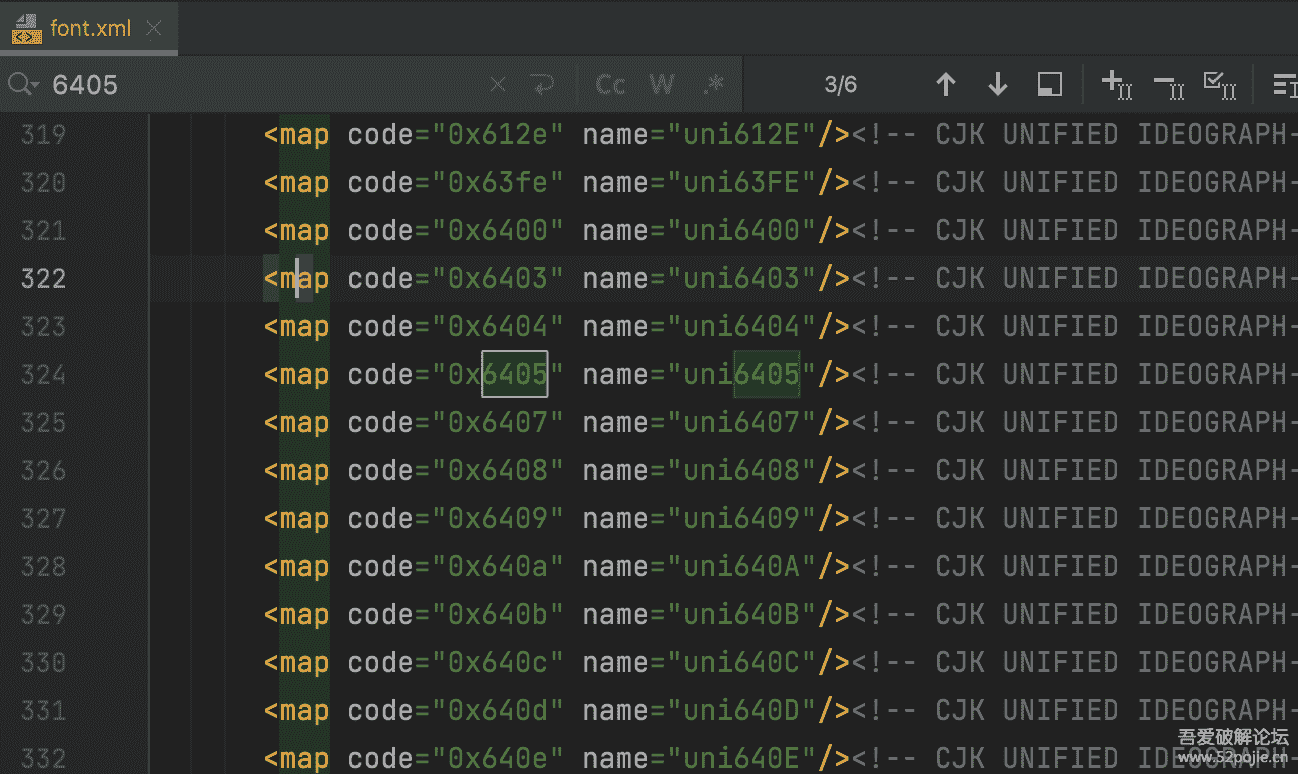 font.xml
6405 Cc W .* 3/6
319 <map code="0x612e" name="uni612E"/><!-- CJK UNIFIED IDEOGRAPH-
320 <map code="0x63fe" name="uni63FE"/><!-- CJK UNIFIED IDEOGRAPH-
321 <map code="0x6400" name="uni6400"/><!-- CJK UNIFIED IDEOGRAPH-
322 <map code="0x6403" name="uni6403"/><!-- CJK UNIFIED IDEOGRAPH-
323 <map code="0x6404" name="uni6404"/><!-- CJK UNIFIED IDEOGRAPH-
324 <map code="0x6405" name="uni6405"/><!-- CJK UNIFIED IDEOGRAPH-
325 <map code="0x6407" name="uni6407"/><!-- CJK UNIFIED IDEOGRAPH-
326 <map code="0x6408" name="uni6408"/><!-- CJK UNIFIED IDEOGRAPH-
327 <map code="0x6409" name="uni6409"/><!-- CJK UNIFIED IDEOGRAPH-
328 <map code="0x640a" name="uni640A"/><!-- CJK UNIFIED IDEOGRAPH-
329 <map code="0x640b" name="uni640B"/><!-- CJK UNIFIED IDEOGRAPH-
330 <map code="0x640c" name="uni640C"/><!-- CJK UNIFIED IDEOGRAPH-
331 <map code="0x640d" name="uni640D"/><!-- CJK UNIFIED IDEOGRAPH-
332 <map code="0x640e" name="uni640E"/><!-- CJK UNIFIED IDEOGRAPH-
吾爱破解论坛
www.52pojie.cn